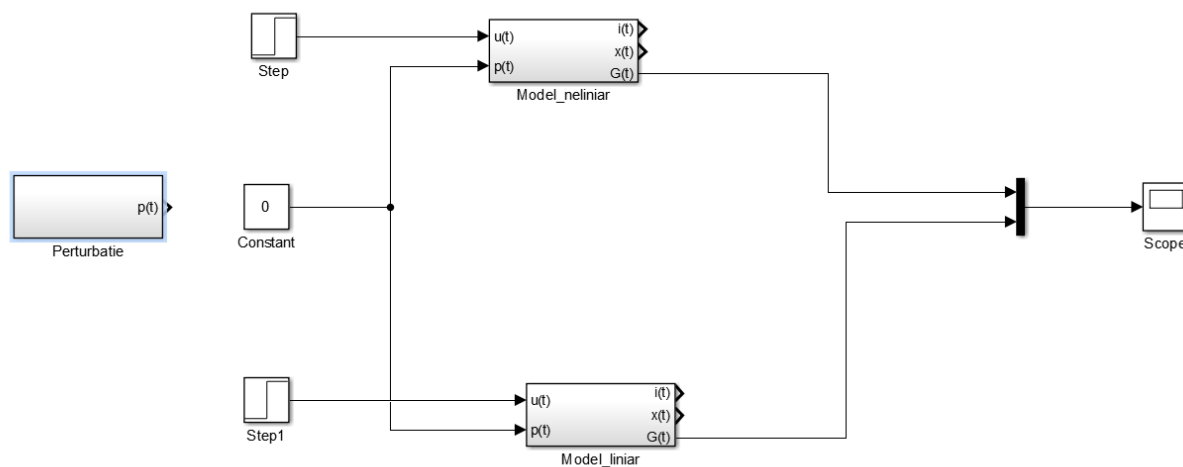 Step
u(t)
p(t)
i(t)
x(t)
G(t)
Model_neliniar
p(t)
Perturbatie
0
Constant
Scope
Step1
u(t)
p(t)
i(t)
x(t)
G(t)
Model_liniar